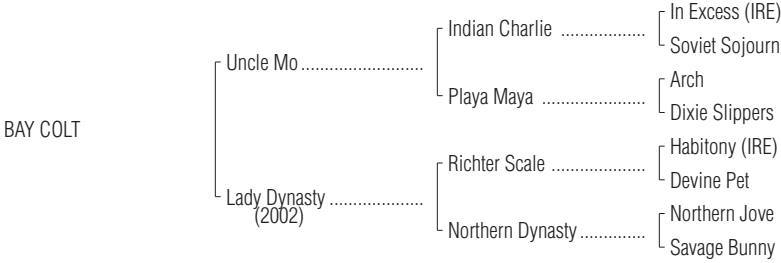 In Excess (IRE)
Indian Charlie ...................
Soviet Sojourn
Uncle Mo ..........................
Arch
Playa Maya ......................
Dixie Slippers
BAY COLT
Habitony (IRE)
Richter Scale ....................
Devine Pet
Lady Dynasty ....................
(2002)
Northern Jove
Northern Dynasty ..............
Savage Bunny